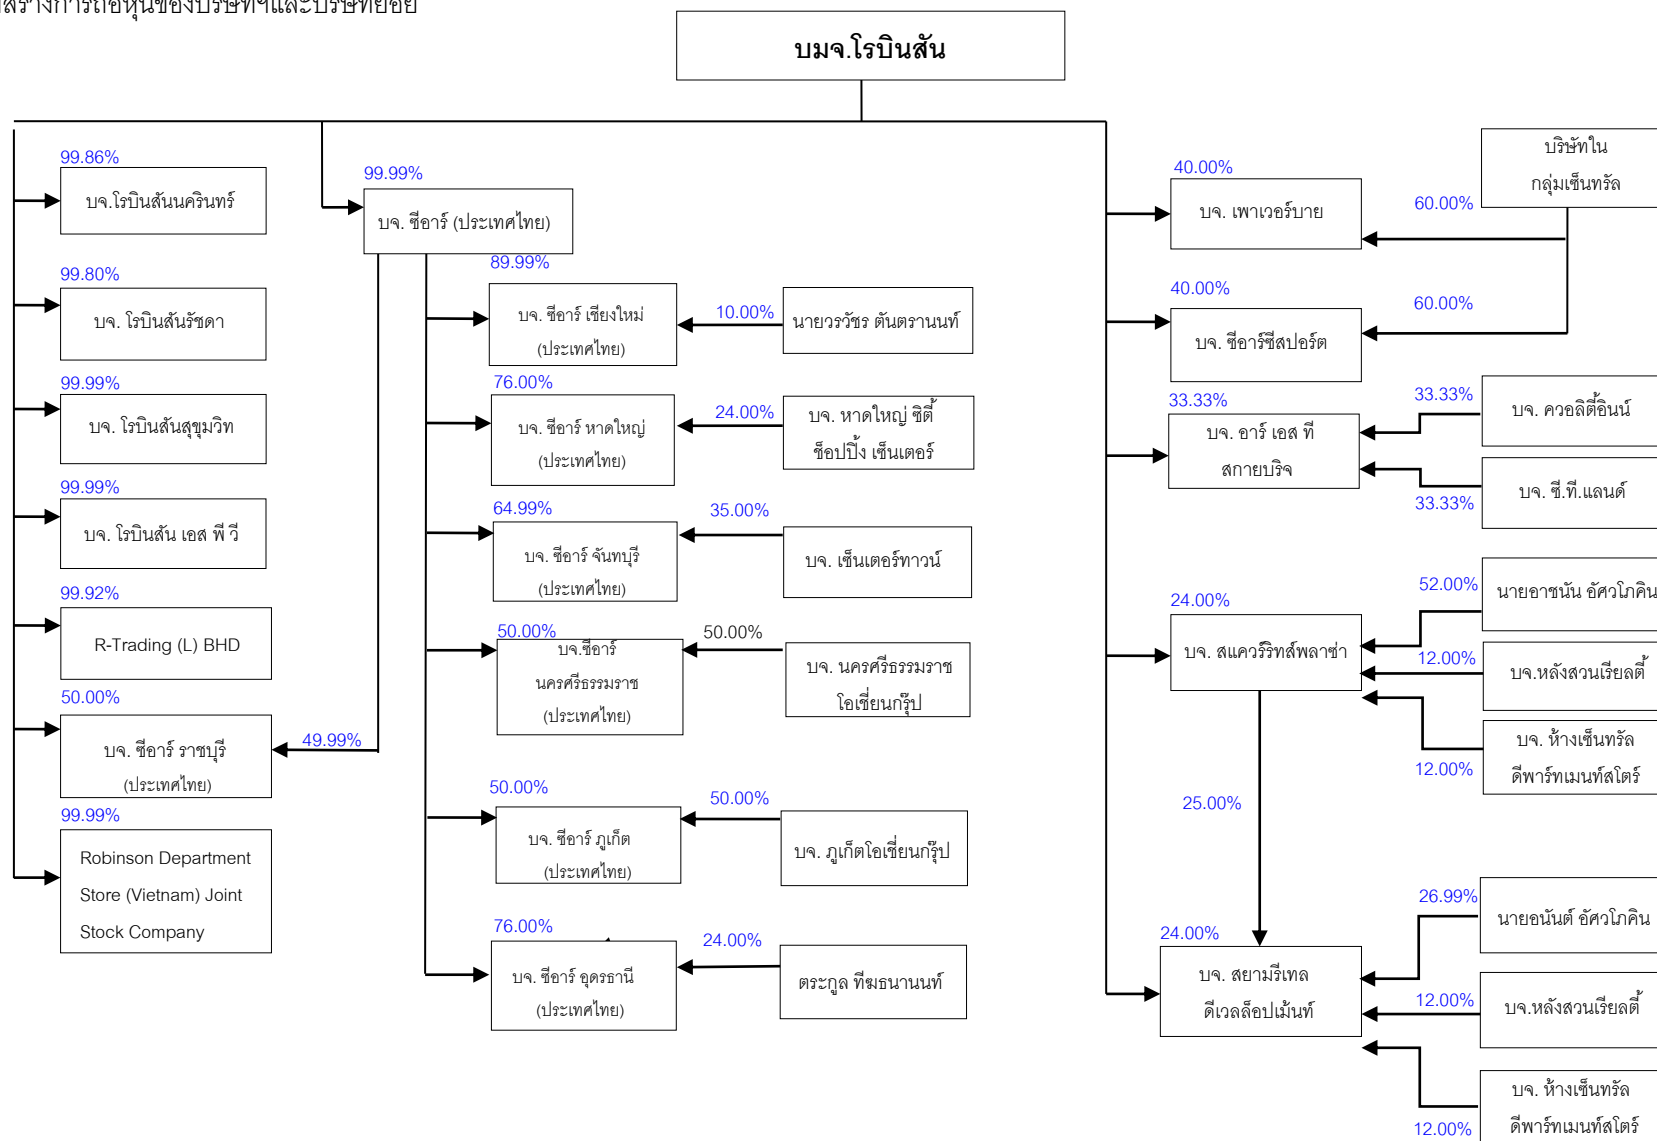 สร้างการถือหุ้นของบริษัทฯและบริษัทย่อย
บมจ.โรบินสัน
99.86%
บจ.โรบินสันนครินทร์
99.80%
บจ. โรบินสันรัชดา
99.99%
บจ. โรบินสันสุขุมวิท
99.99%
บจ. โรบินสัน เอส พี วี
99.92%
R-Trading (L) BHD
50.00%
บจ. ซีอาร์ ราชบุรี
(ประเทศไทย)
49.99%
99.99%
Robinson Department
Store (Vietnam) Joint
Stock Company
99.99%
บจ. ซีอาร์ (ประเทศไทย)
89.99%
บจ. ซีอาร์ เชียงใหม่
(ประเทศไทย)
10.00%
นายวรวัชร ตันตรานนท์
76.00%
บจ. ซีอาร์ หาดใหญ่
(ประเทศไทย)
24.00%
บจ. หาดใหญ่ ซิตี้
ช็อปปิ้ง เซ็นเตอร์
64.99%
บจ. ซีอาร์ จันทบุรี
(ประเทศไทย)
35.00%
บจ. เซ็นเตอร์ทาวน์
50.00%
บจ.ซีอาร์
นครศรีธรรมราช
(ประเทศไทย)
50.00%
บจ. นครศรีธรรมราช
โอเชี่ยนกรุ๊ป
50.00%
บจ. ซีอาร์ ภูเก็ต
(ประเทศไทย)
50.00%
บจ. ภูเก็ตโอเชี่ยนกรุ๊ป
76.00%
บจ. ซีอาร์ อุดรธานี
(ประเทศไทย)
24.00%
ตระกูล ทีฆธนานนท์
40.00%
บจ. เพาเวอร์บาย
60.00%
บริษัทใน
กลุ่มเซ็นทรัล
40.00%
บจ. ซีอาร์ซีสปอร์ต
60.00%
33.33%
บจ. อาร์ เอส ที
สกายบริจ
33.33%
บจ. ควอลิตี้อินน์
33.33%
บจ. ซี.ที.แลนด์
24.00%
บจ. สแควร์ริทส์พลาซ่า
52.00%
นายอาชนัน อัศวโภคิน
12.00%
บจ.หลังสวนเรียลตี้
12.00%
บจ. ห้างเซ็นทรัล
ดีพาร์ทเมนท์สโตร์
25.00%
24.00%
บจ. สยามรีเทล
ดีเวลล็อปเม้นท์
26.99%
นายอนันต์ อัศวโภคิน
12.00%
บจ.หลังสวนเรียลตี้
12.00%
บจ. ห้างเซ็นทรัล
ดีพาร์ทเมนท์สโตร์